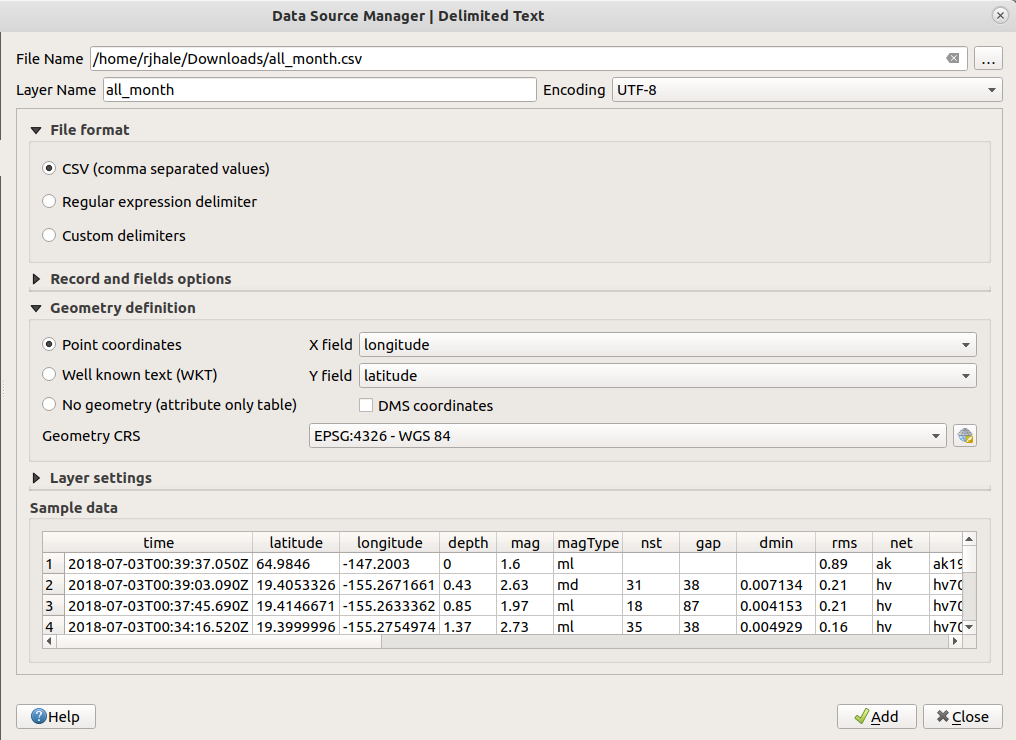 Data Source Manager | Delimited Text
File Name /home/rjhale/Downloads/all_month.csv ...
Layer Name all_month Encoding UTF-8
File format
CSV (comma separated values)
Regular expression delimiter
Custom delimiters
Record and fields options
Geometry definition
Point coordinates X field longitude
Well known text (WKT) Y field latitude
No geometry (attribute only table) DMS coordinates
Geometry CRS EPSG:4326 - WGS 84
Layer settings
Sample data
time latitude longitude depth mag magType nst gap dmin rms net
1 2018-07-03T00:39:37.050Z 64.9846 -147.2003 0 1.6 ml 0.89 ak ak19
2 2018-07-03T00:39:03.090Z 19.4053326 -155.2671661 0.43 2.63 md 31 38 0.007134 0.21 hv hv70
3 2018-07-03T00:37:45.690Z 19.4146671 -155.2633362 0.85 1.97 ml 18 87 0.004153 0.21 hv hv70
4 2018-07-03T00:34:16.520Z 19.3999996 -155.2754974 1.37 2.73 ml 35 38 0.004929 0.16 hv hv70
Help Add Close